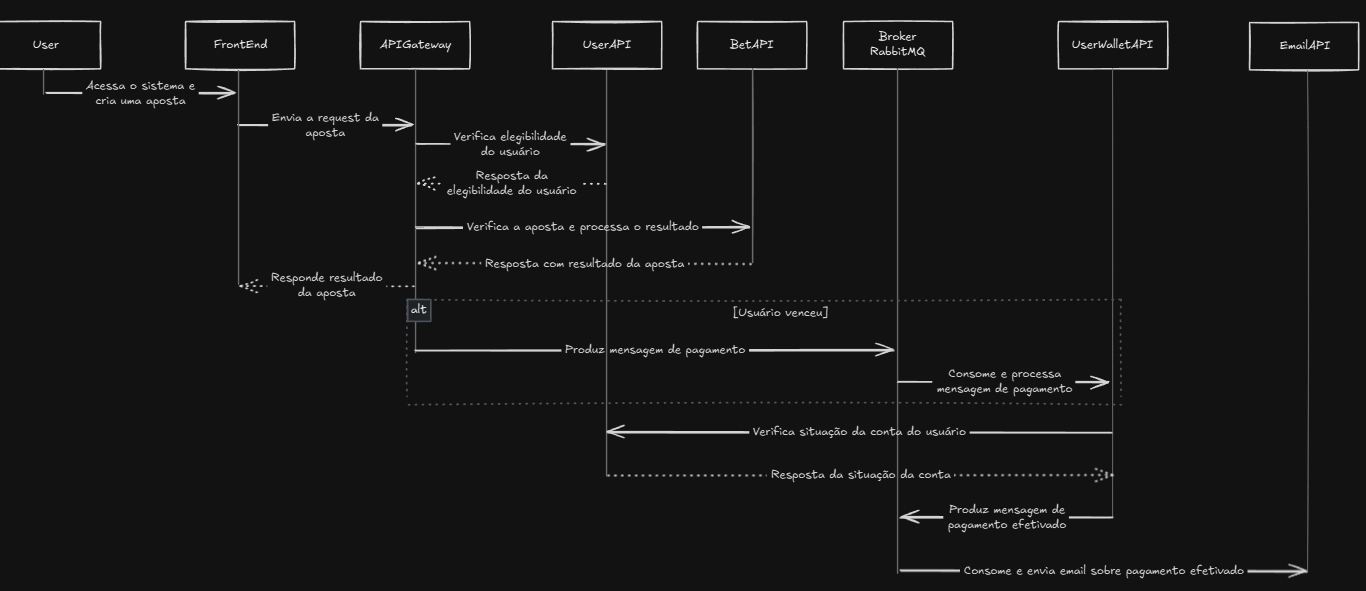 User
FrontEnd
APIGateway
UserAPI
BetAPI
Broker
RabbitMQ
UserWalletAPI
EmailAPI
Acessa o sistema e
cria uma aposta
Envia a request da
aposta
Verifica elegibilidade
do usuário
Resposta da
elegibilidade do usuário
Verifica a aposta e processa o resultado
Resposta com resultado da aposta
Responde resultado
da aposta
alt
[Usuário venceu]
Produz mensagem de pagamento
Consome e processa
mensagem de pagamento
Verifica situação da conta do usuário
Resposta da situação da conta
Produz mensagem de
pagamento efetivado
Consome e envia email sobre pagamento efetivado